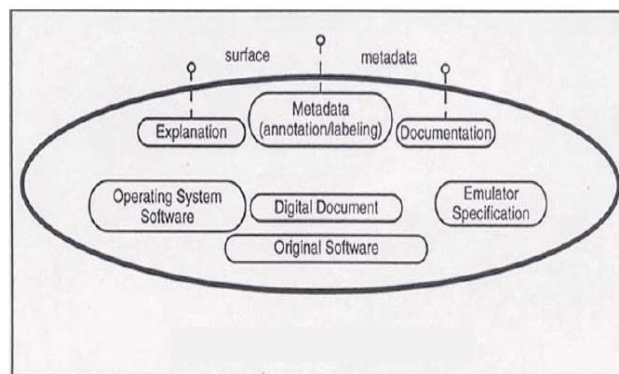 surface metadata
Explanation
Metadata
(annotation/labeling)
Documentation
Operating System
Software
Digital Document
Emulator
Specification
Original Software